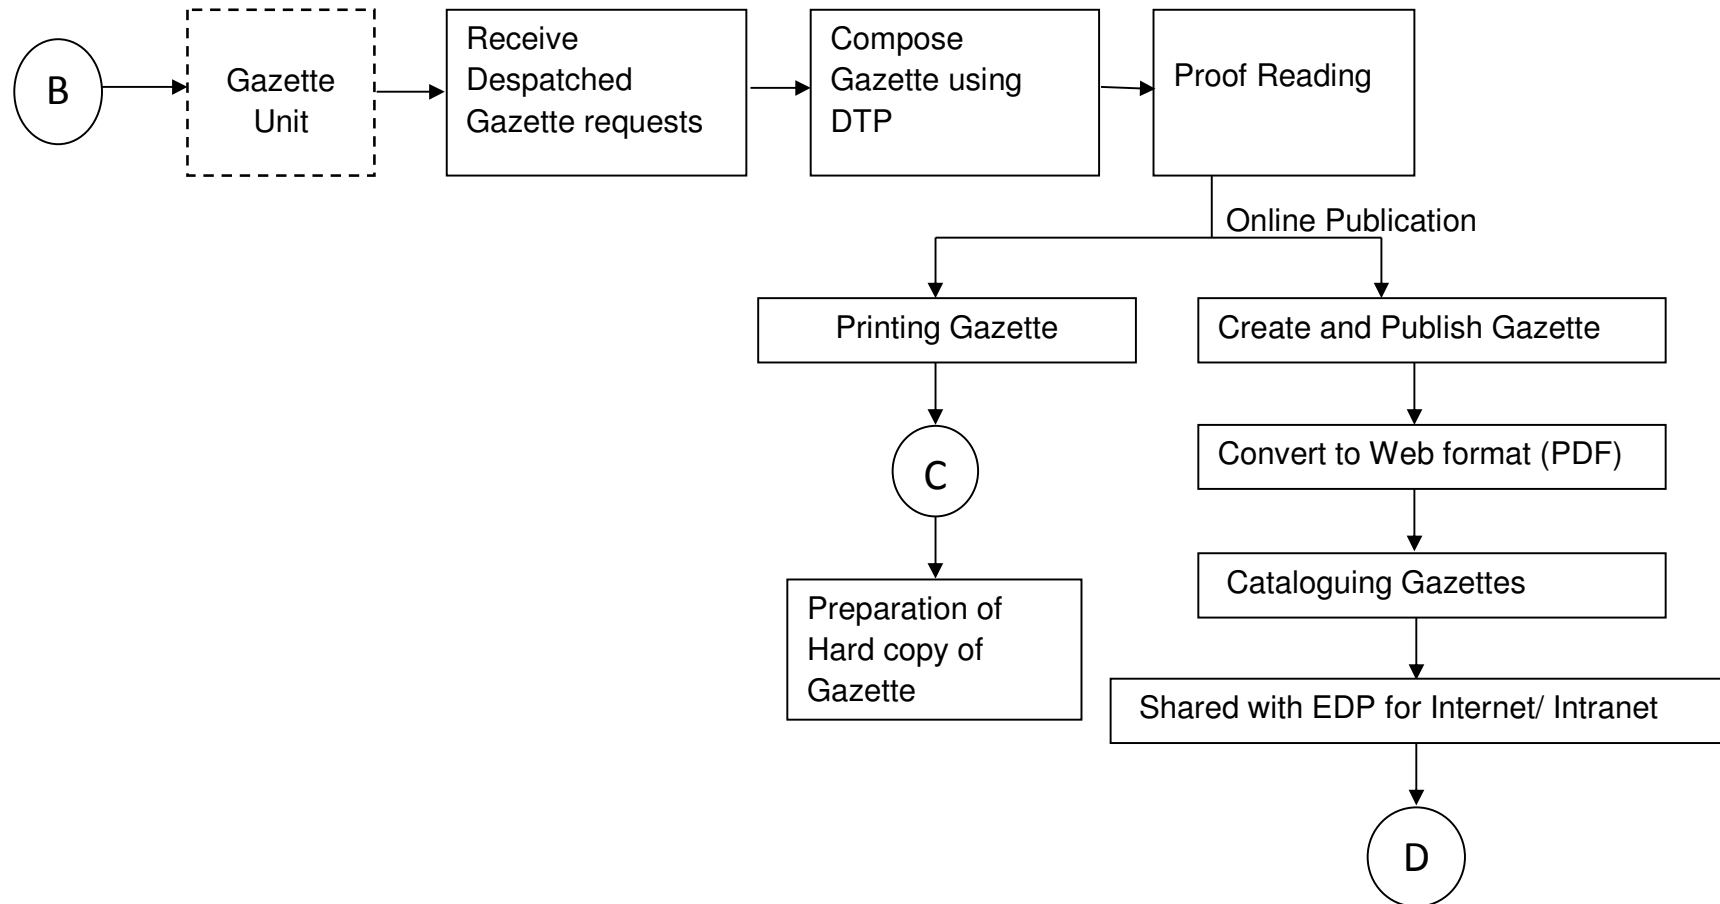 B
Gazette
Unit
Receive
Despatched
Gazette requests
Compose
Gazette using
DTP
Proof Reading
Online Publication
Printing Gazette
C
Preparation of
Hard copy of
Gazette
Create and Publish Gazette
Convert to Web format (PDF)
Cataloguing Gazettes
Shared with EDP for Internet/ Intranet
D